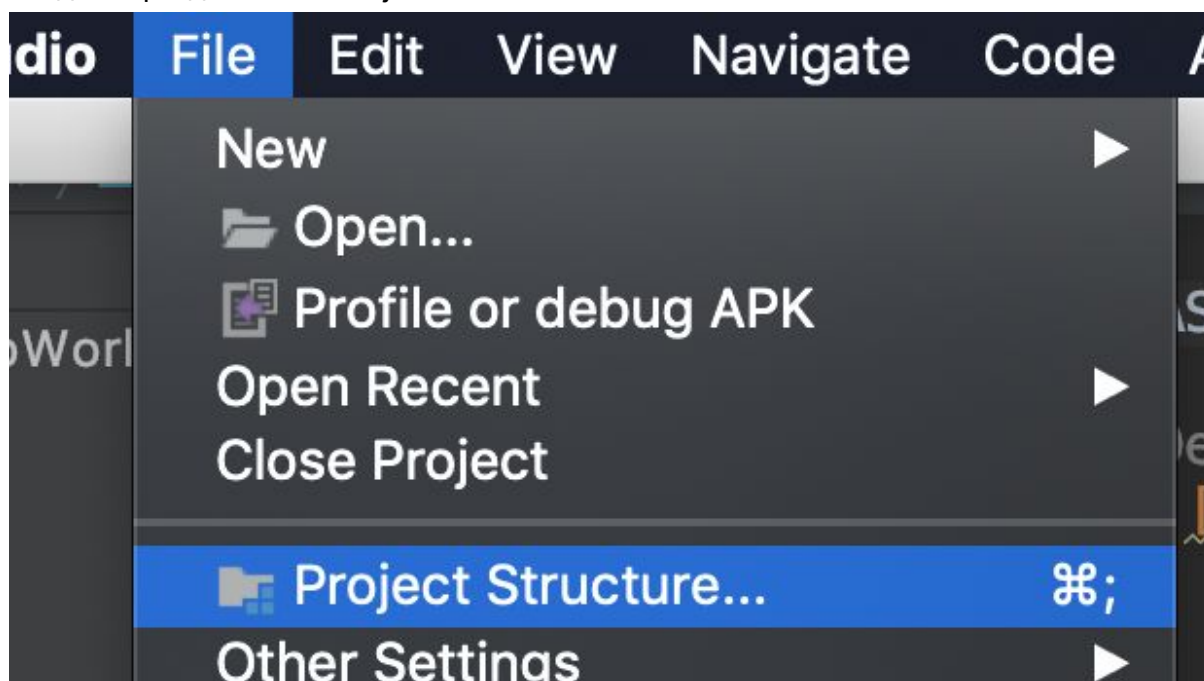 File Edit View Navigate Code
New
Open...
Profile or debug APK
Open Recent
Close Project
Project Structure... ⌘;
Other Settings